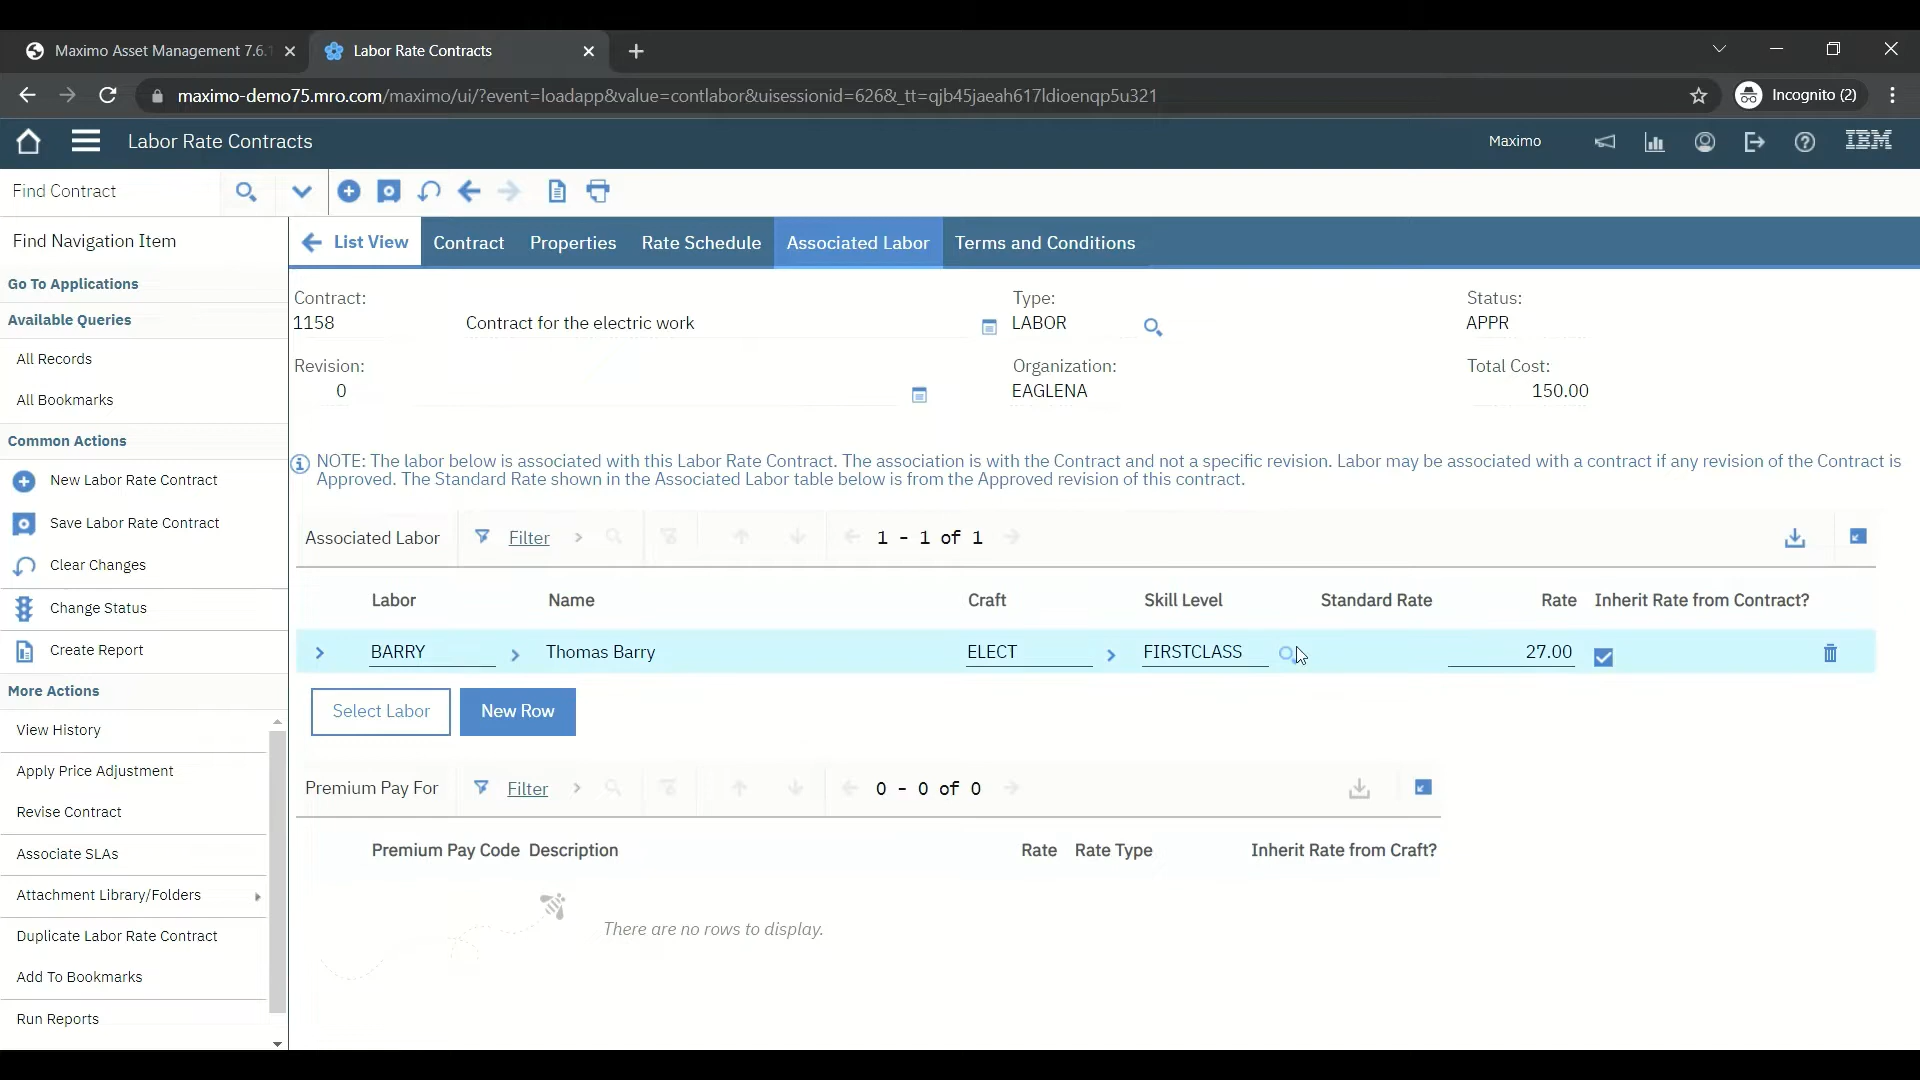 Maximo Asset Management 7.6.1
Labor Rate Contracts
maximo-demo75.mro.com/maximo/ui/?event=loadapp&value=contlabor&uisessionid=626&_tt=qjb45jaeah617ldioenqp5u321
Incognito (2)
Labor Rate Contracts
Maximo
IBM
Find Contract
Find Navigation Item
List View
Contract
Properties
Rate Schedule
Associated Labor
Terms and Conditions
Go To Applications
Available Queries
All Records
All Bookmarks
Common Actions
New Labor Rate Contract
Save Labor Rate Contract
Clear Changes
Change Status
Create Report
More Actions
View History
Apply Price Adjustment
Revise Contract
Associate SLAs
Attachment Library/Folders
Duplicate Labor Rate Contract
Add To Bookmarks
Run Reports
Contract:
1158
Contract for the electric work
Type:
LABOR
Status:
APPR
Revision:
0
Organization:
EAGLENA
Total Cost:
150.00
NOTE: The labor below is associated with this Labor Rate Contract. The association is with the Contract and not a specific revision. Labor may be associated with a contract if any revision of the Contract is
Approved. The Standard Rate shown in the Associated Labor table below is from the Approved revision of this contract.
Associated Labor
Filter
1 - 1 of 1
Labor
Name
Craft
Skill Level
Standard Rate
Rate
Inherit Rate from Contract?
BARRY
Thomas Barry
ELECT
FIRSTCLASS
27.00
Select Labor
New Row
Premium Pay For
Filter
0 - 0 of 0
Premium Pay Code
Description
Rate
Rate Type
Inherit Rate from Craft?
There are no rows to display.